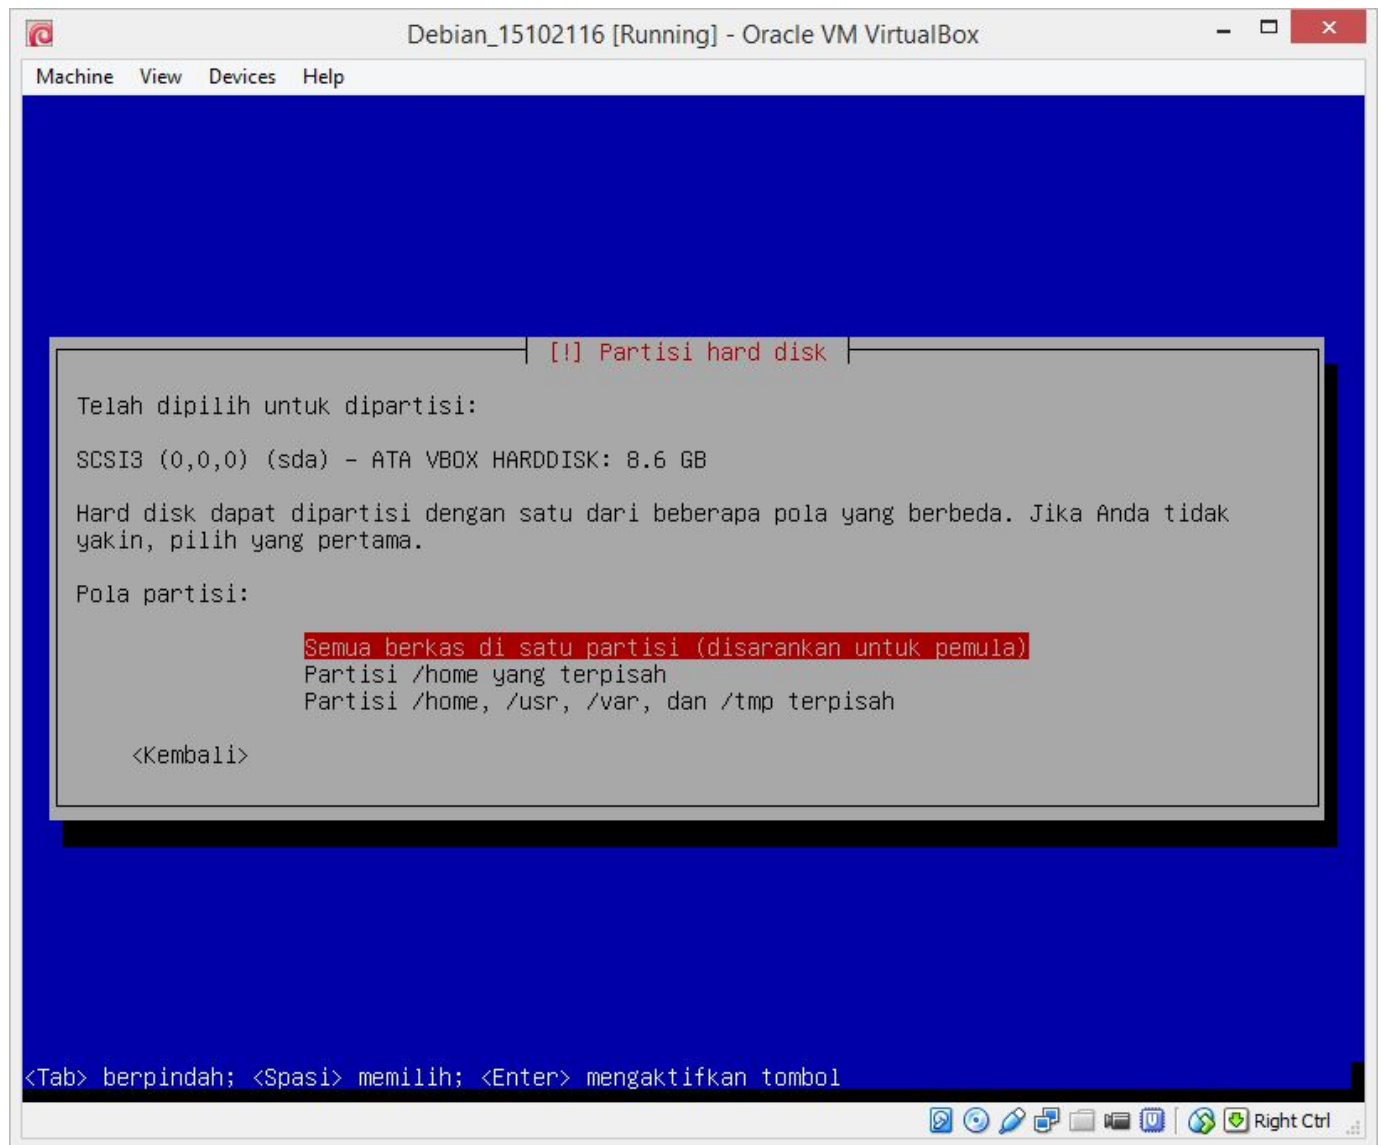 Debian_15102116 [Running] - Oracle VM VirtualBox
Machine View Devices Help
[!] Partisi hard disk
Telah dipilih untuk dipartisi:
SCSI3 (0,0,0) (sda) - ATA VBOX HARDDISK: 8.6 GB
Hard disk dapat dipartisi dengan satu dari beberapa pola yang berbeda. Jika Anda tidak
yakin, pilih yang pertama.
Pola partisi:
Semua berkas di satu partisi (disarankan untuk pemula)
Partisi /home yang terpisah
Partisi /home, /usr, /var, dan /tmp terpisah
<Kembali>
<Tab> berpindah; <Spasi> memilih; <Enter> mengaktifkan tombol
Right Ctrl